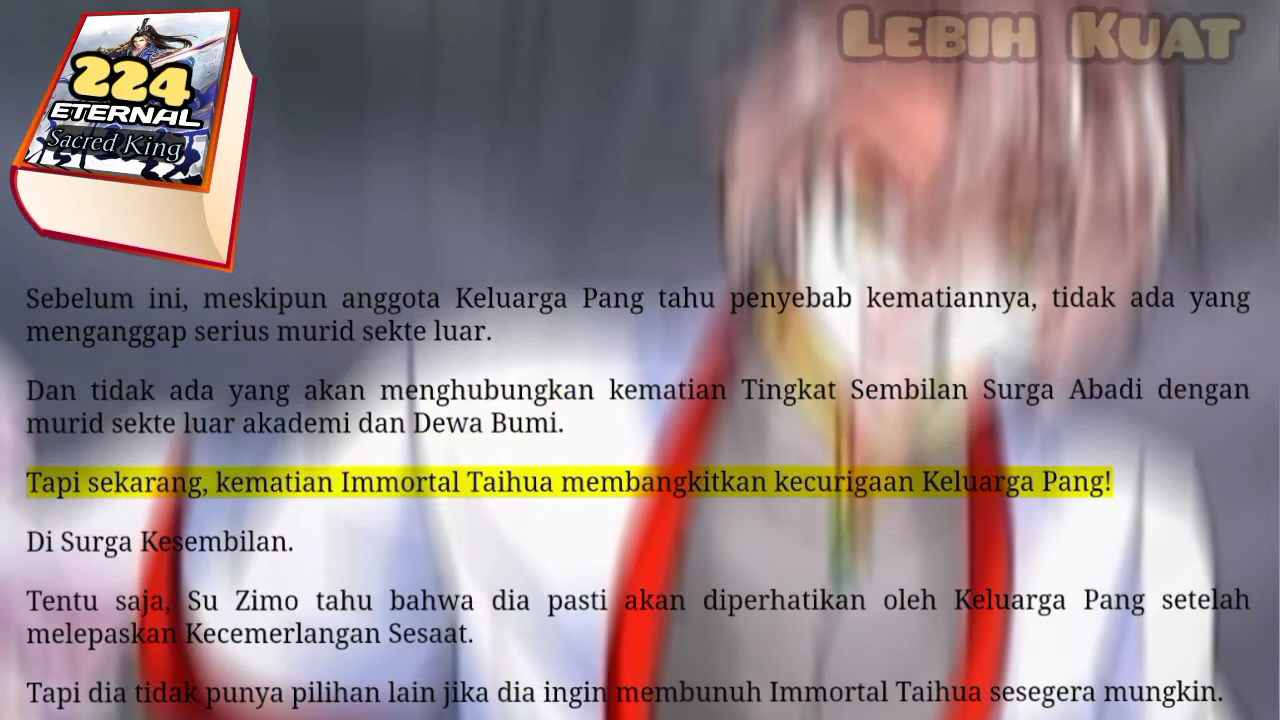 LEBIH KUAT
224
ETERNAL
Sacred King
Sebelum ini, meskipun anggota Keluarga Pang tahu penyebab kematiannya, tidak ada yang
menganggap serius murid sekte luar.
Dan tidak ada yang akan menghubungkan kematian Tingkat Sembilan Surga Abadi dengan
murid sekte luar akademi dan Dewa Bumi.
Tapi sekarang, kematian Immortal Taihua membangkitkan kecurigaan Keluarga Pang!
Di Surga Kesembilan.
Tentu saja, Su Zimo tahu bahwa dia pasti akan diperhatikan oleh Keluarga Pang setelah
melepaskan Kecemerlangan Sesaat.
Tapi dia tidak punya pilihan lain jika dia ingin membunuh Immortal Taihua sesegera mungkin.